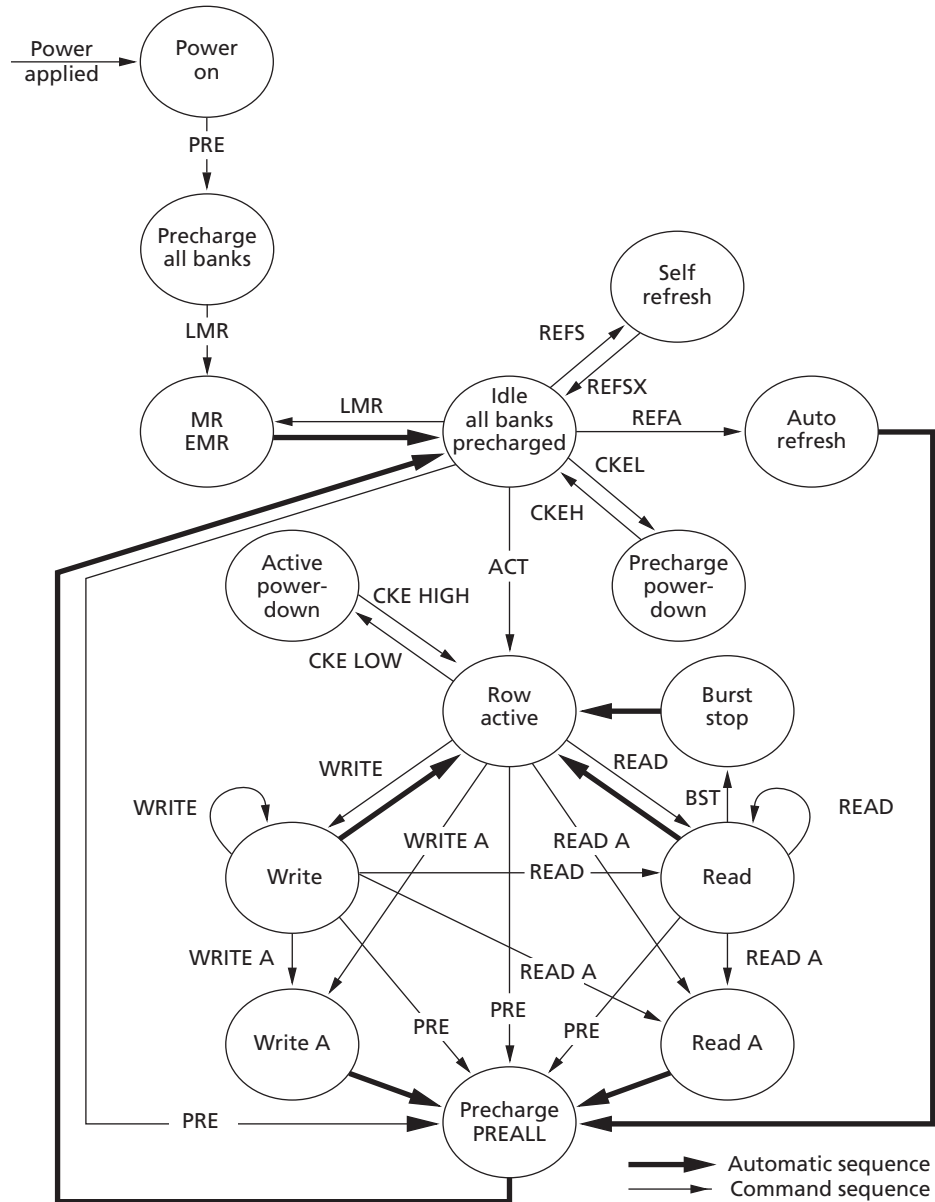 Power
applied
Power
on
PRE
Precharge
all banks
LMR
Self
refresh
REFS
REFSX
MR
EMR
LMR
Idle
all banks
precharged
REFA
Auto
refresh
CKEL
CKEH
Active
power-
down
CKE HIGH
CKE LOW
ACT
Precharge
power-
down
Row
active
Burst
stop
WRITE
READ
BST
WRITE
READ
WRITE A
READ A
Write
READ
Read
WRITE A
READ A
READ A
PRE
PRE
PRE
Write A
Read A
Precharge
PREALL
PRE
Automatic sequence
Command sequence